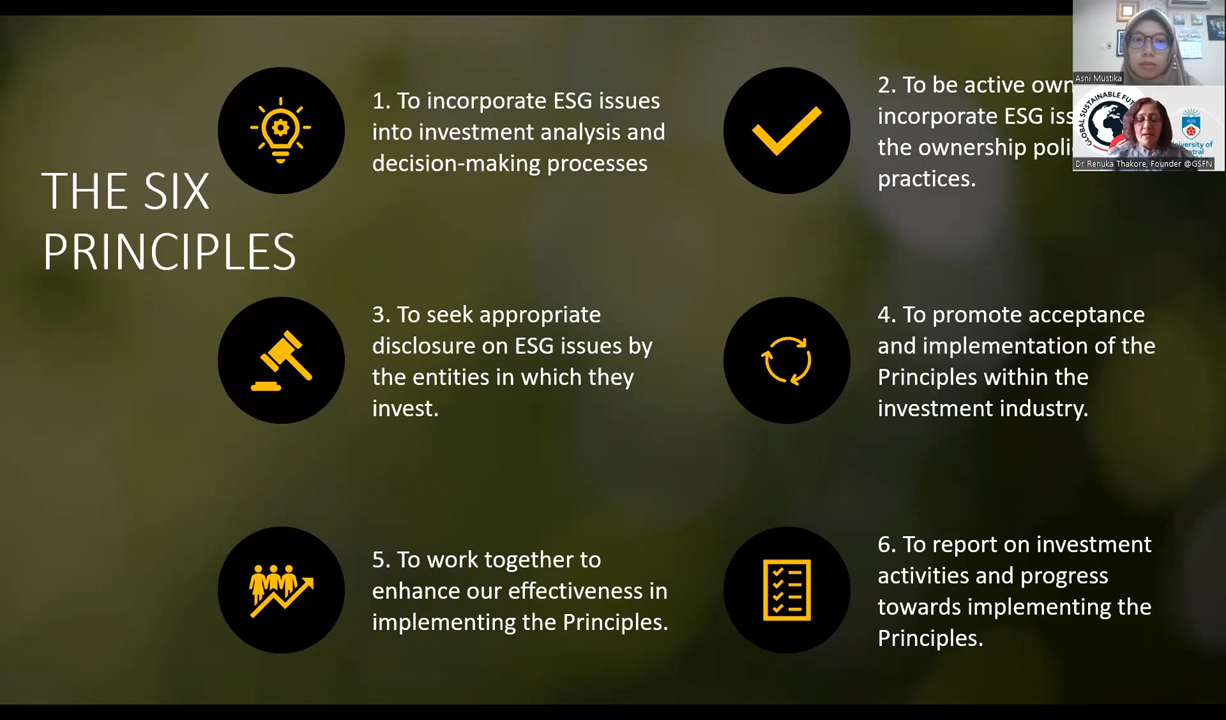 THE SIX
PRINCIPLES
1. To incorporate ESG issues
into investment analysis and
decision-making processes
2. To be active
incorporate ESG
the ownership
practices.
3. To seek appropriate
disclosure on ESG issues by
the entities in which they
invest.
4. To promote acceptance
and implementation of the
Principles within the
investment industry.
5. To work together to
enhance our effectiveness in
implementing the Principles.
6. To report on investment
activities and progress
towards implementing the
Principles.
Asni Mustika
GLOBAL SUSTAINABLE
Dr Renuka Thakore, Founder @GSFN